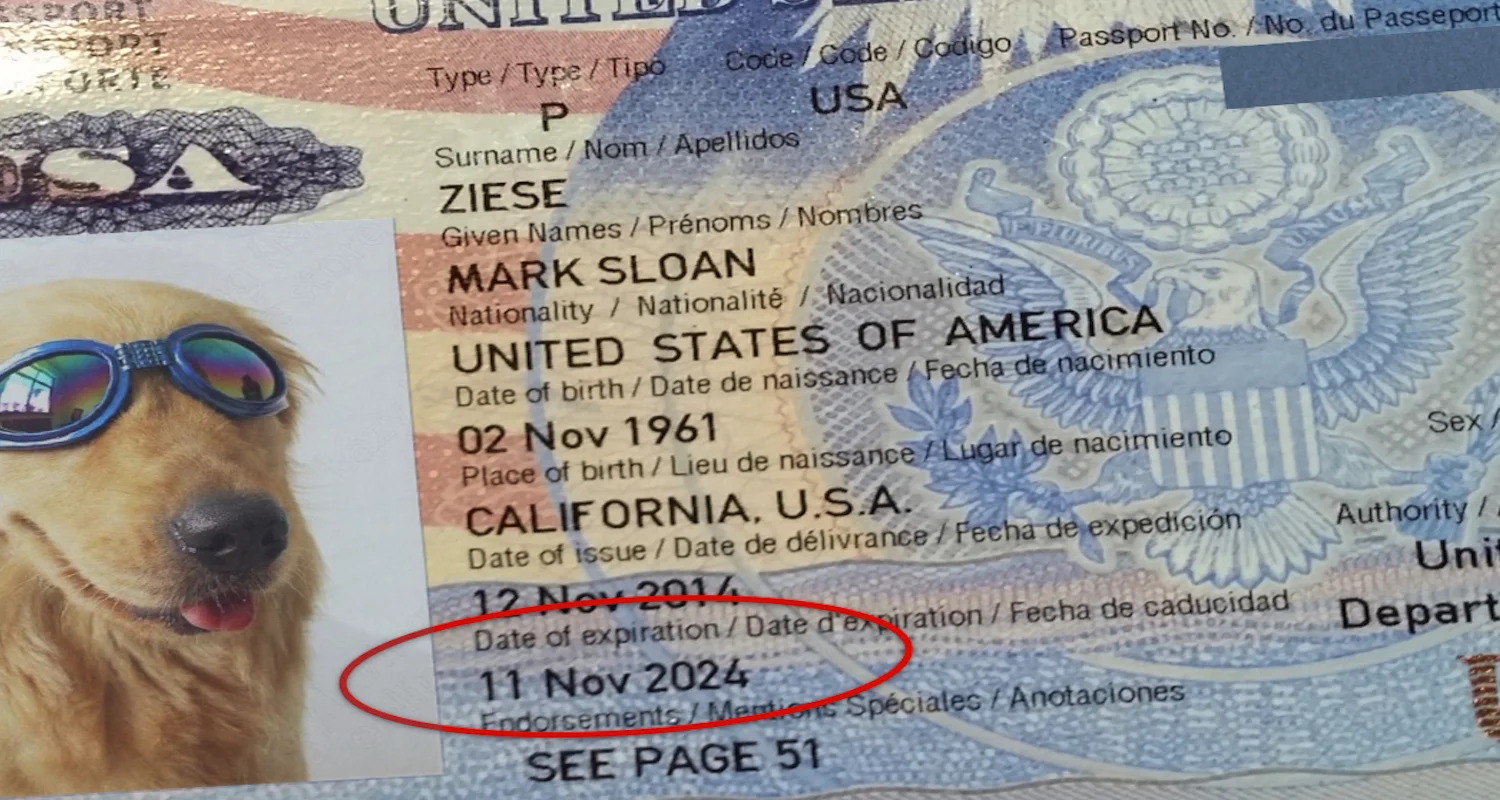 PORT
UNITED S
Type / Type / Tipo Code / Code / Codigo Passport No. / No. du Passeport
P USA
USA
Surname / Nom / Apellidos
ZIESE
Given Names / Prénoms / Nombres
MARK SLOAN
Nationality / Nationalité / Nacionalidad
UNITED STATES OF AMERICA
Date of birth / Date de naissance / Fecha de nacimiento
02 Nov 1961
Sex /
Place of birth / Lieu de naissance / Lugar de nacimiento
CALIFORNIA, U.S.A.
Authority /
Date of issue / Date de délivrance / Fecha de expedición
12 Nov 2014
Unit
Date of expiration / Date d'expiration / Fecha de caducidad
Depart
11 Nov 2024
Endorsements / Mentions Spéciales / Anotaciones
SEE PAGE 51